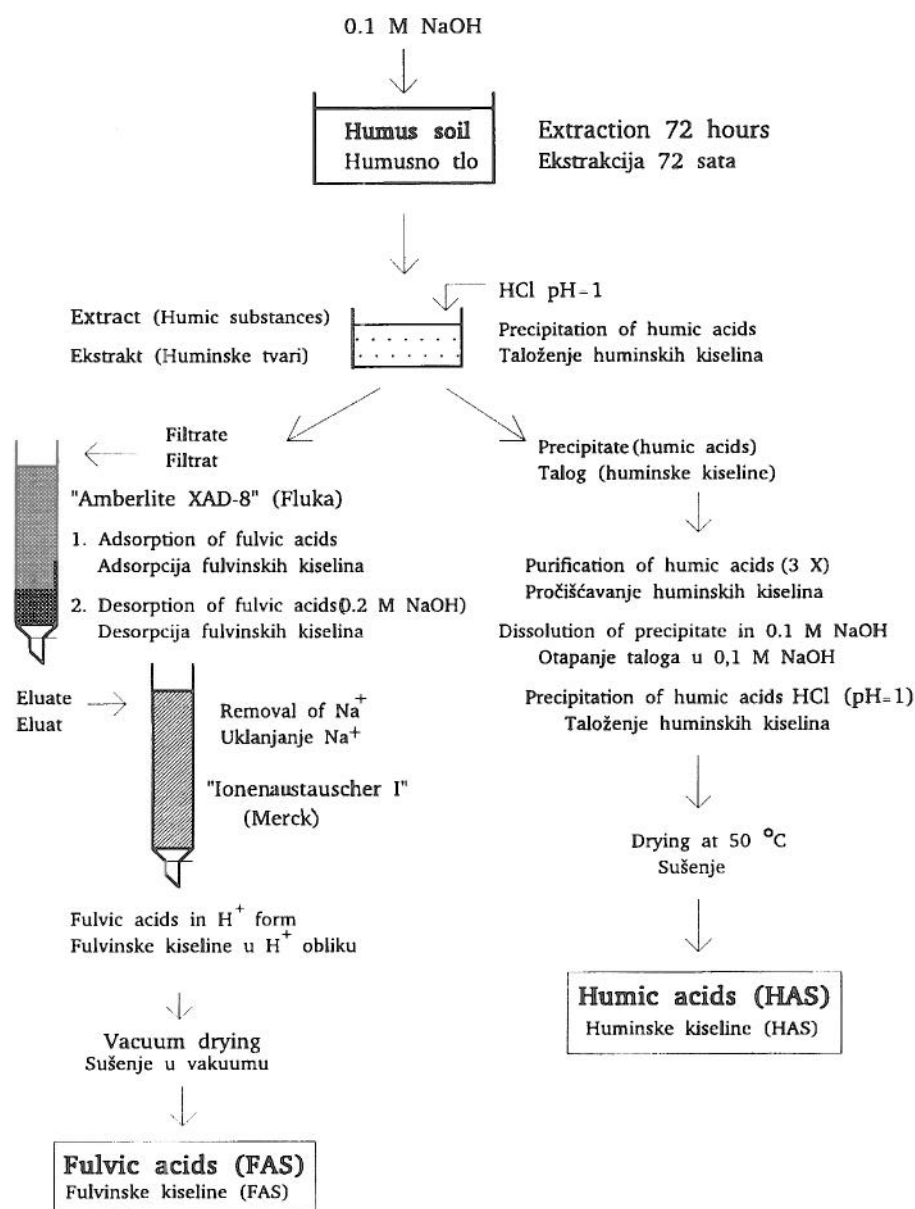 0.1 M NaOH
Humus soil
Humusno tlo
Extraction 72 hours
Ekstrakcija 72 sata
HCl pH=1
Extract (Humic substances)
Ekstrakt (Huminske tvari)
Precipitation of humic acids
Taloženje huminskih kiselina
Filtrate
Filtrat
"Amberlite XAD-8" (Fluka)
1. Adsorption of fulvic acids
Adsorpcija fulvinskih kiselina
2. Desorption of fulvic acids(0.2 M NaOH)
Desorpcija fulvinskih kiselina
Eluate
Eluat
Removal of Na⁺
Uklanjanje Na⁺
"Ionenaustauscher I"
(Merck)
Fulvic acids in H⁺ form
Fulvinske kiseline u H⁺ obliku
Vacuum drying
Sušenje u vakuumu
Fulvic acids (FAS)
Fulvinske kiseline (FAS)
Precipitate (humic acids)
Talog (huminske kiseline)
Purification of humic acids (3 X)
Pročišćavanje huminskih kiselina
Dissolution of precipitate in 0.1 M NaOH
Otapanje taloga u 0,1 M NaOH
Precipitation of humic acids HCl (pH=1)
Taloženje huminskih kiselina
Drying at 50 °C
Sušenje
Humic acids (HAS)
Huminske kiseline (HAS)